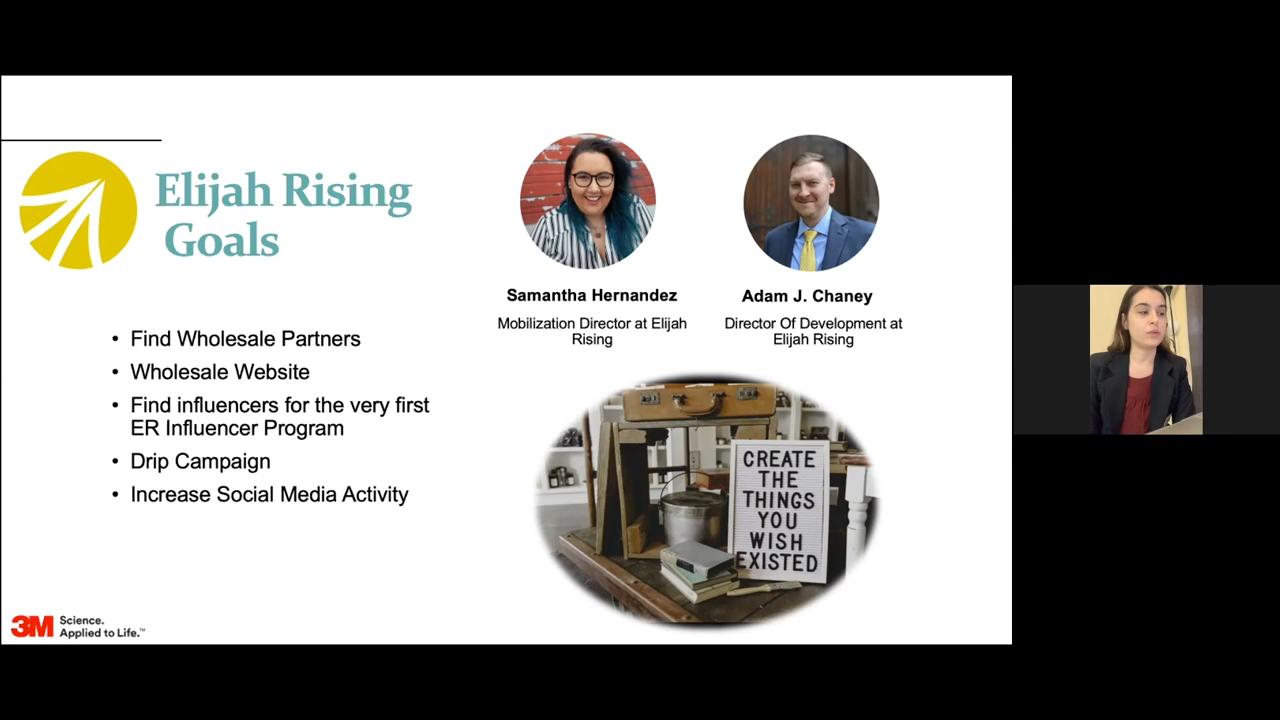 Elijah Rising
Goals
• Find Wholesale Partners
• Wholesale Website
• Find influencers for the very first
ER Influencer Program
• Drip Campaign
• Increase Social Media Activity
Samantha Hernandez
Mobilization Director at Elijah
Rising
Adam J. Chaney
Director Of Development at
Elijah Rising
CREATE
THE
THINGS
YOU
WISH
EXISTED
3M Science.
Applied to Life.™